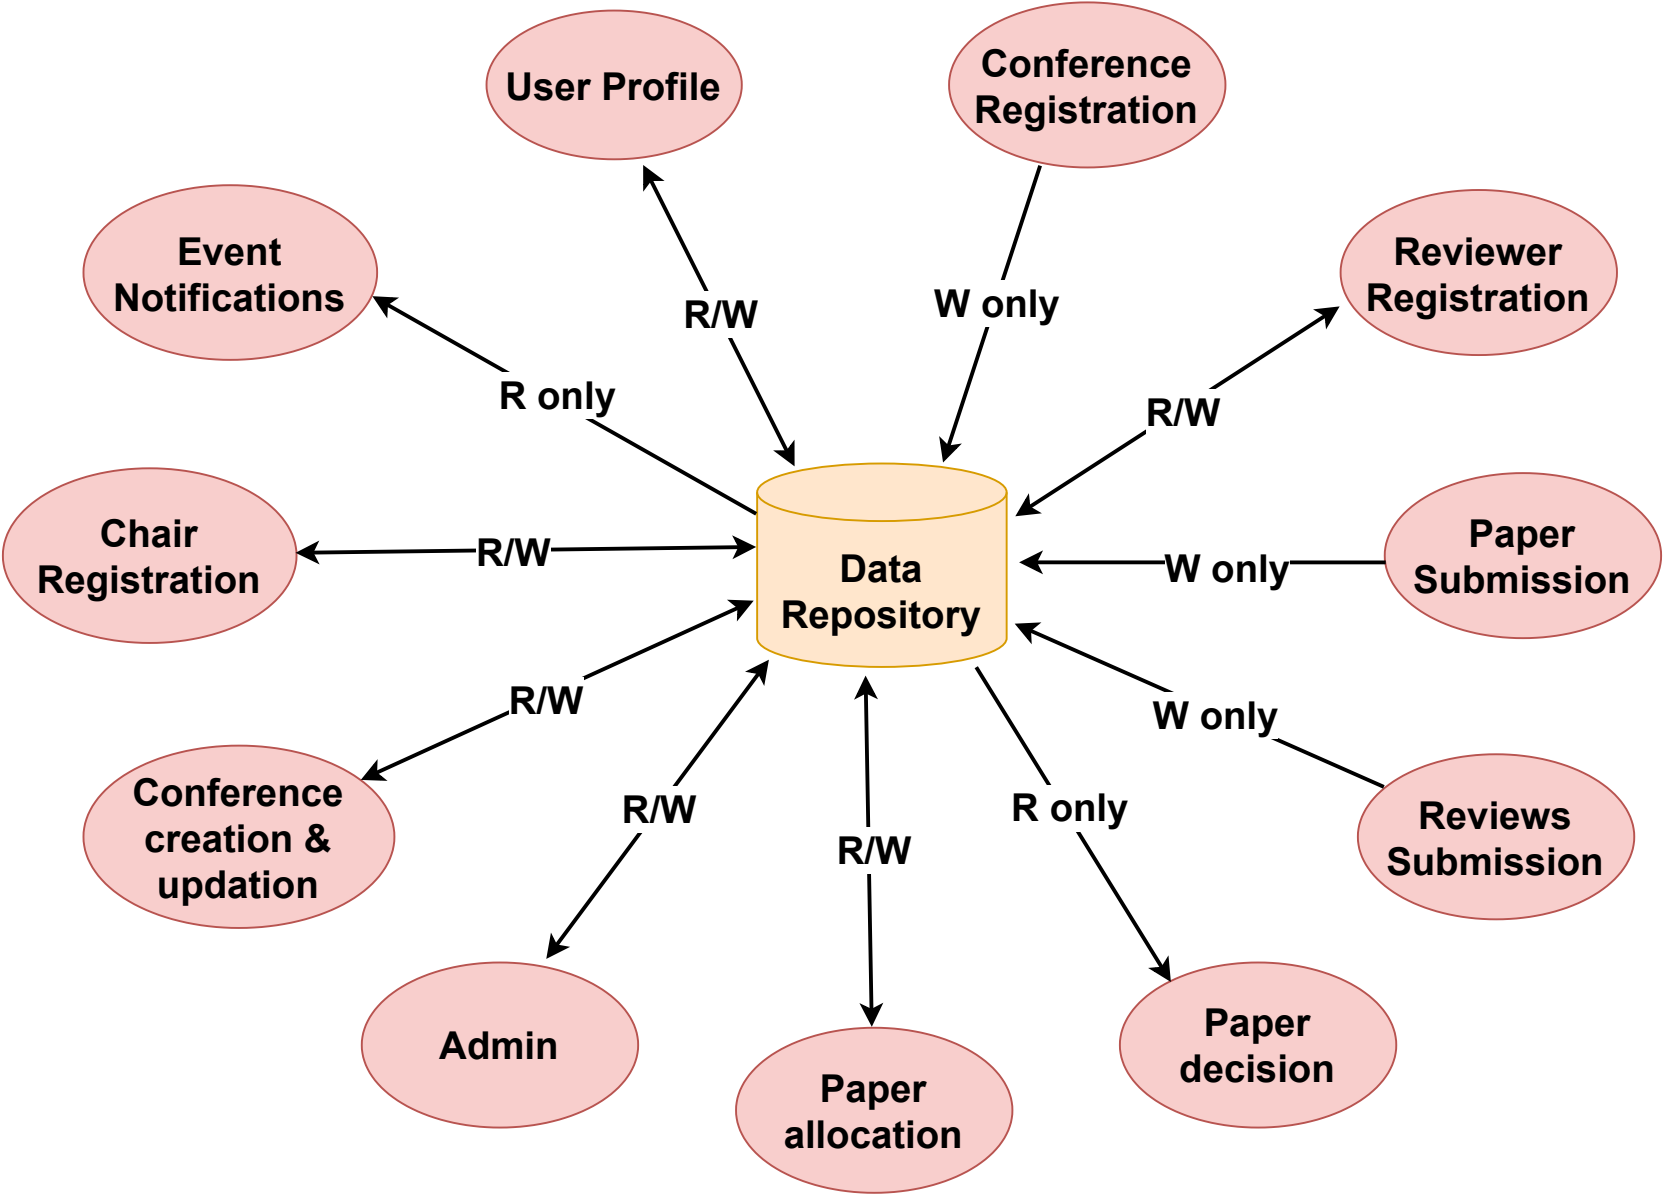 User Profile
Conference
Registration
Event
Notifications
Reviewer
Registration
R/W
W only
R only
R/W
Chair
Registration
R/W
Data
Repository
W only
Paper
Submission
R/W
W only
Conference
creation &
updation
R/W
R/W
R only
Reviews
Submission
Admin
Paper
allocation
Paper
decision